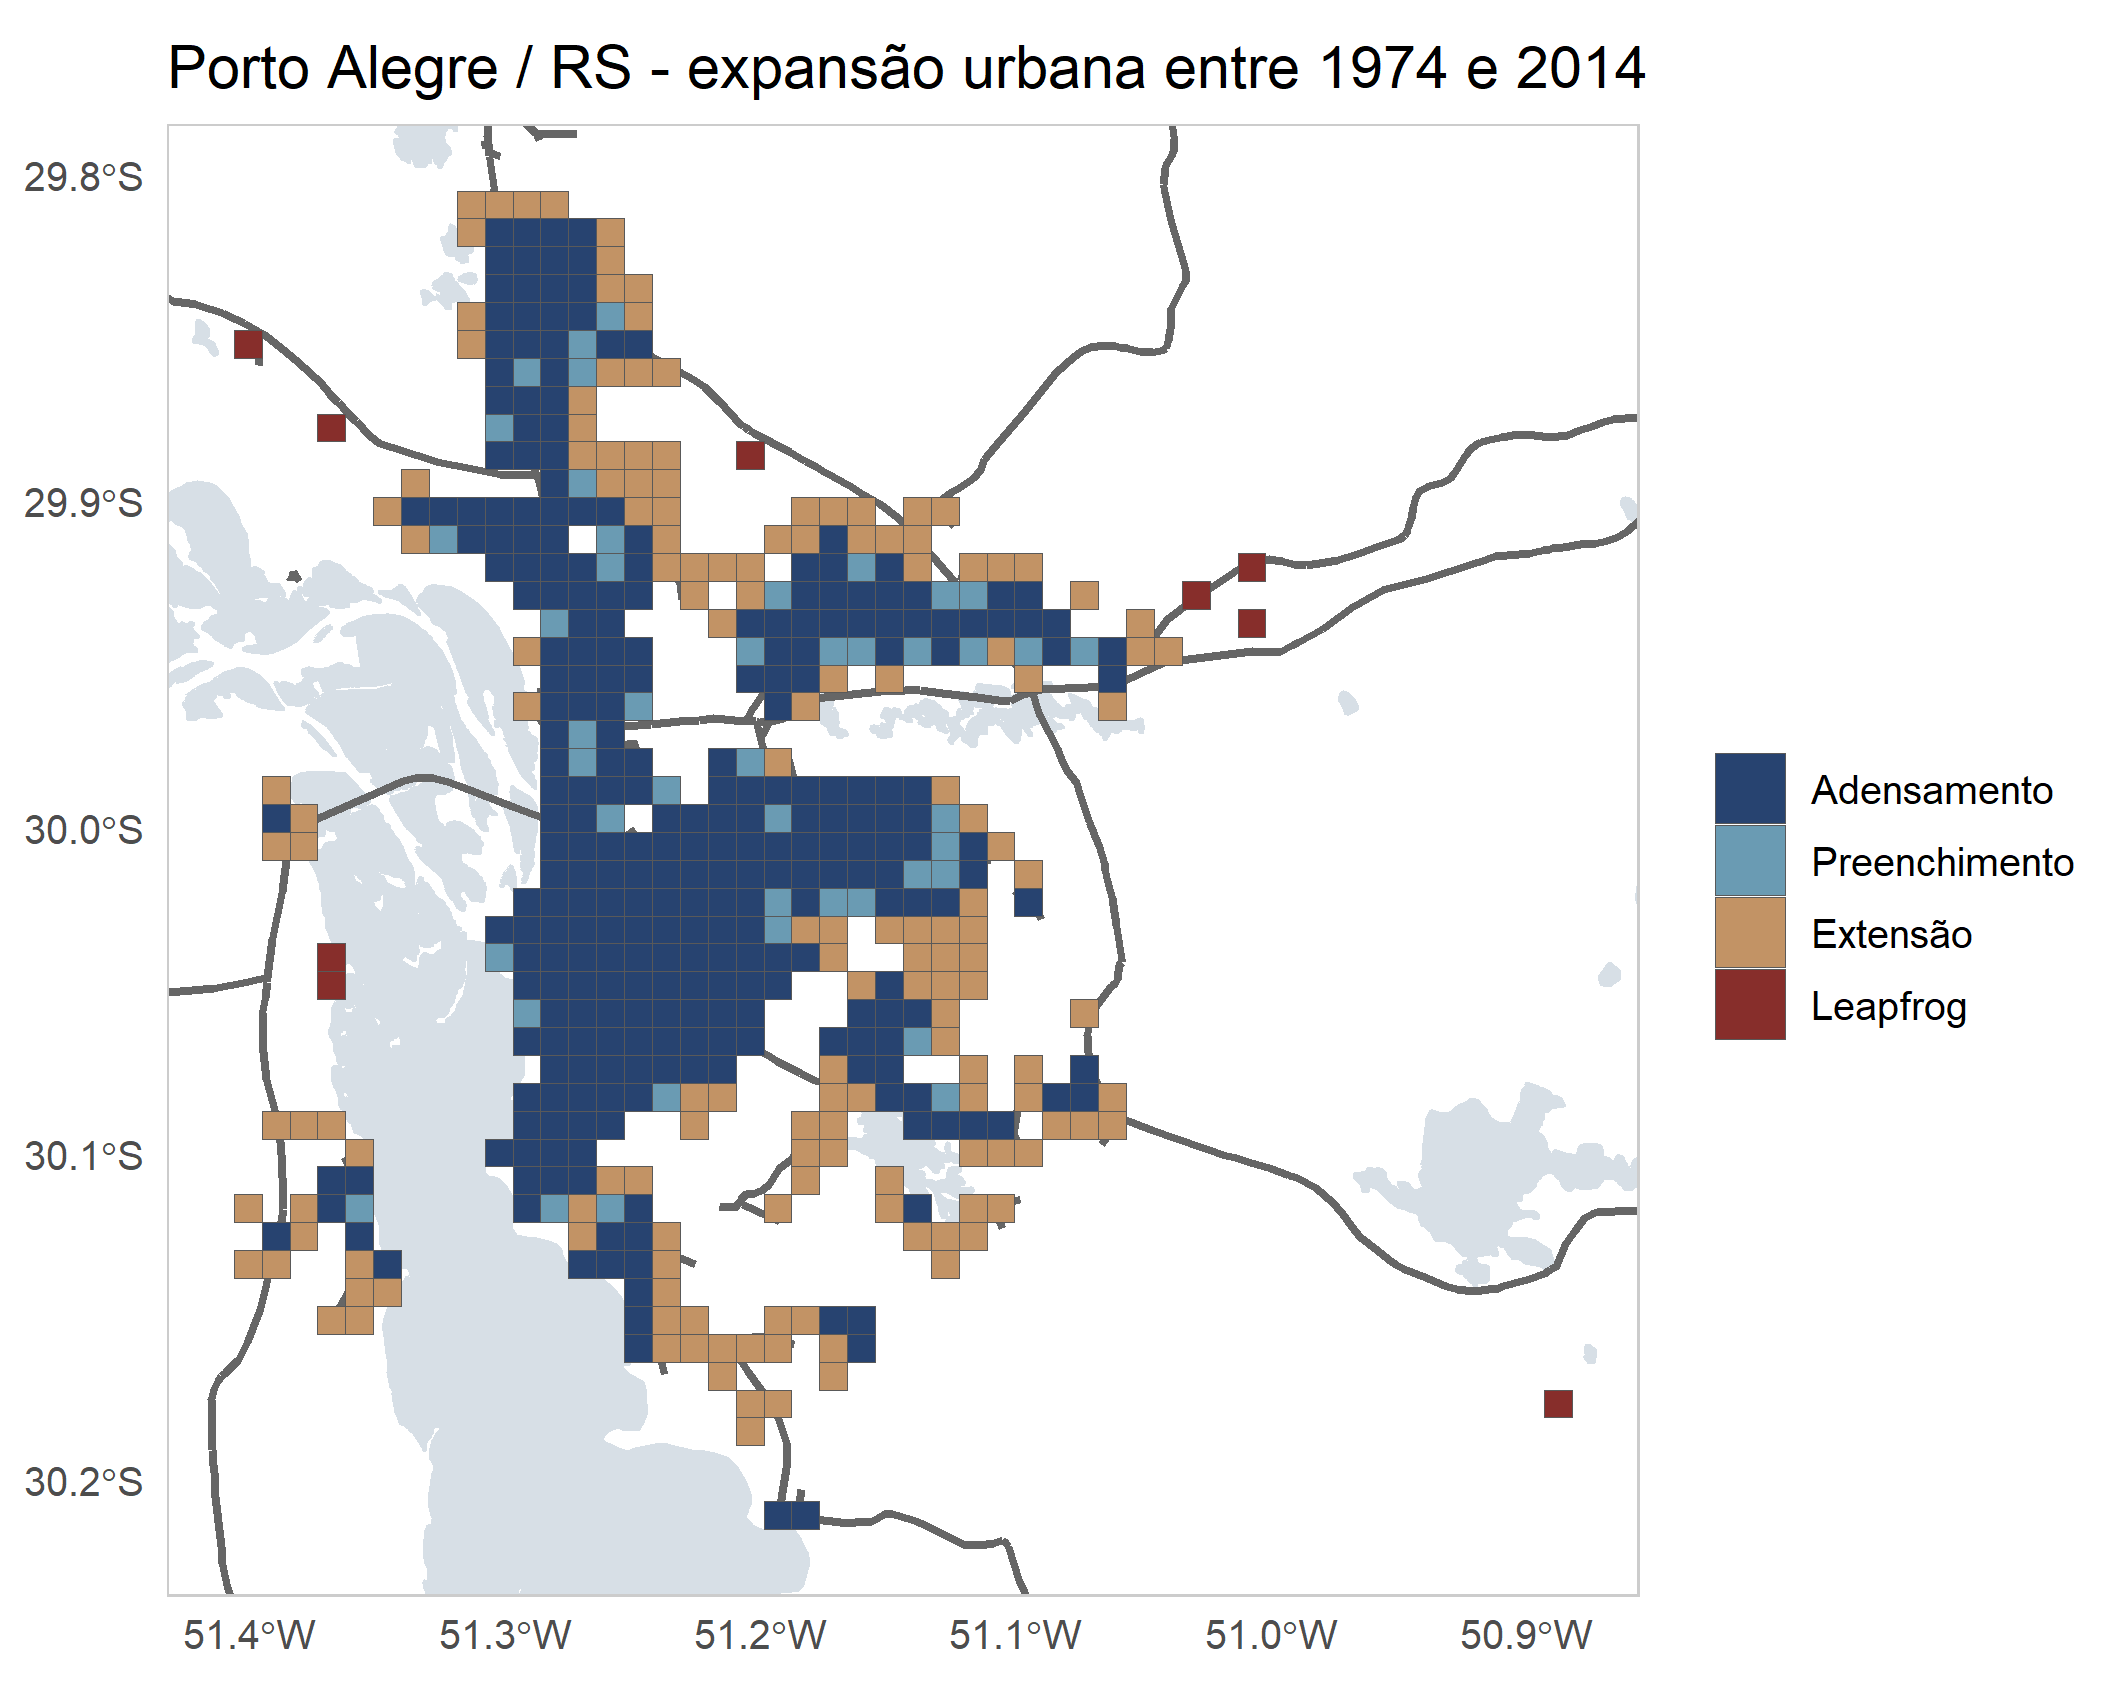 Porto Alegre / RS - expansão urbana entre 1974 e 2014
29.8°S
29.9°S
30.0°S
30.1°S
30.2°S
51.4°W
51.3°W
51.2°W
51.1°W
51.0°W
50.9°W
Adensamento
Preenchimento
Extensão
Leapfrog